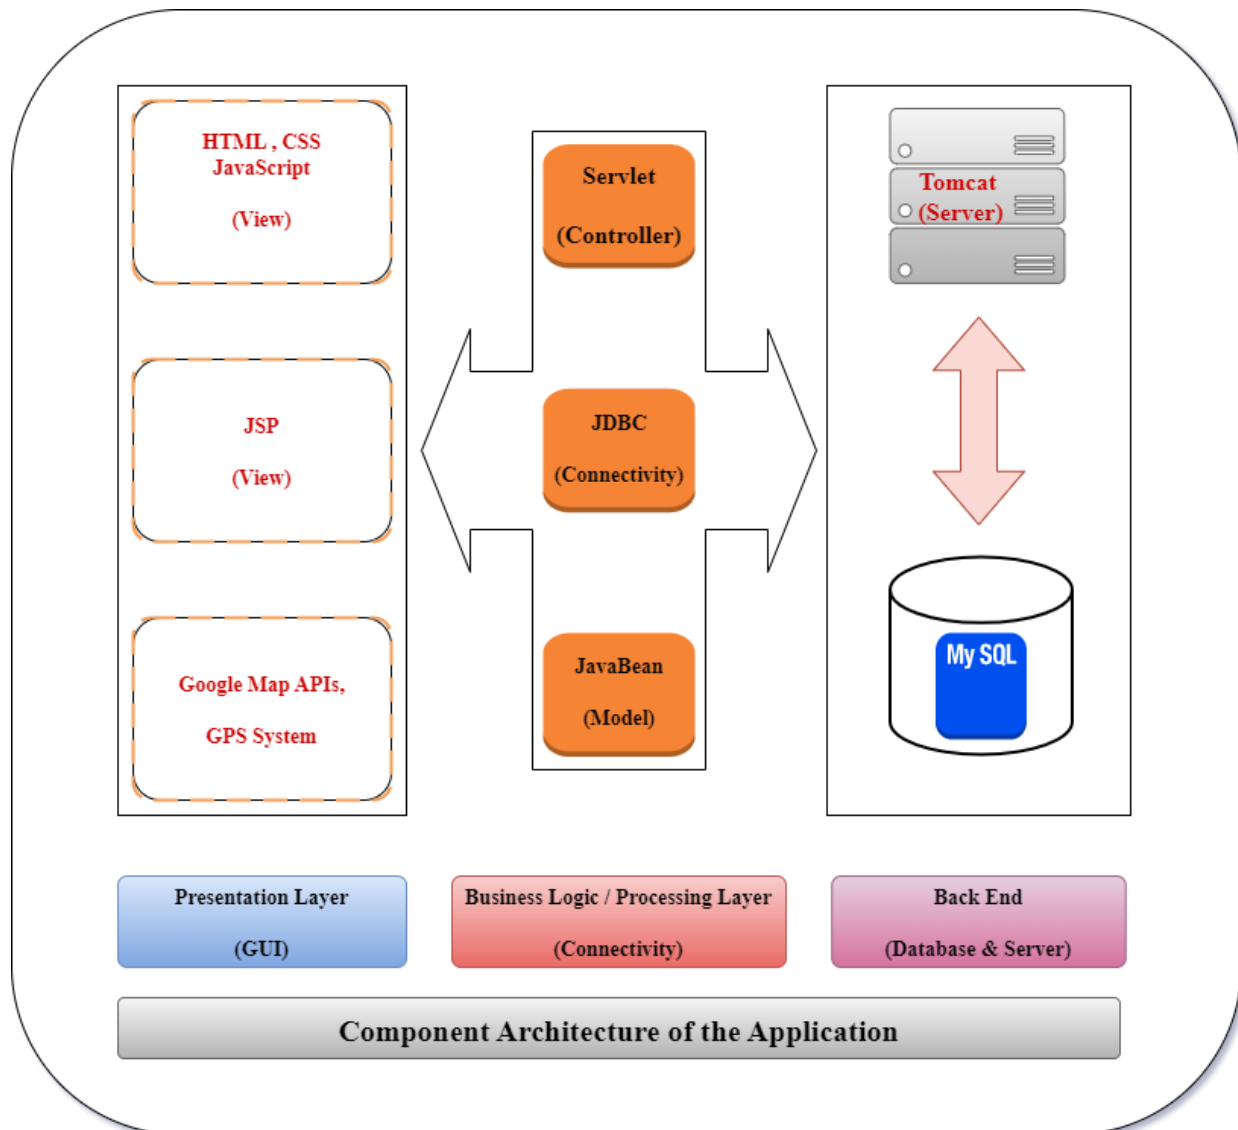 HTML , CSS
JavaScript
(View)
JSP
(View)
Google Map APIs,
GPS System
Servlet
(Controller)
JDBC
(Connectivity)
JavaBean
(Model)
Tomcat
(Server)
My SQL
Presentation Layer
(GUI)
Business Logic / Processing Layer
(Connectivity)
Back End
(Database & Server)
Component Architecture of the Application